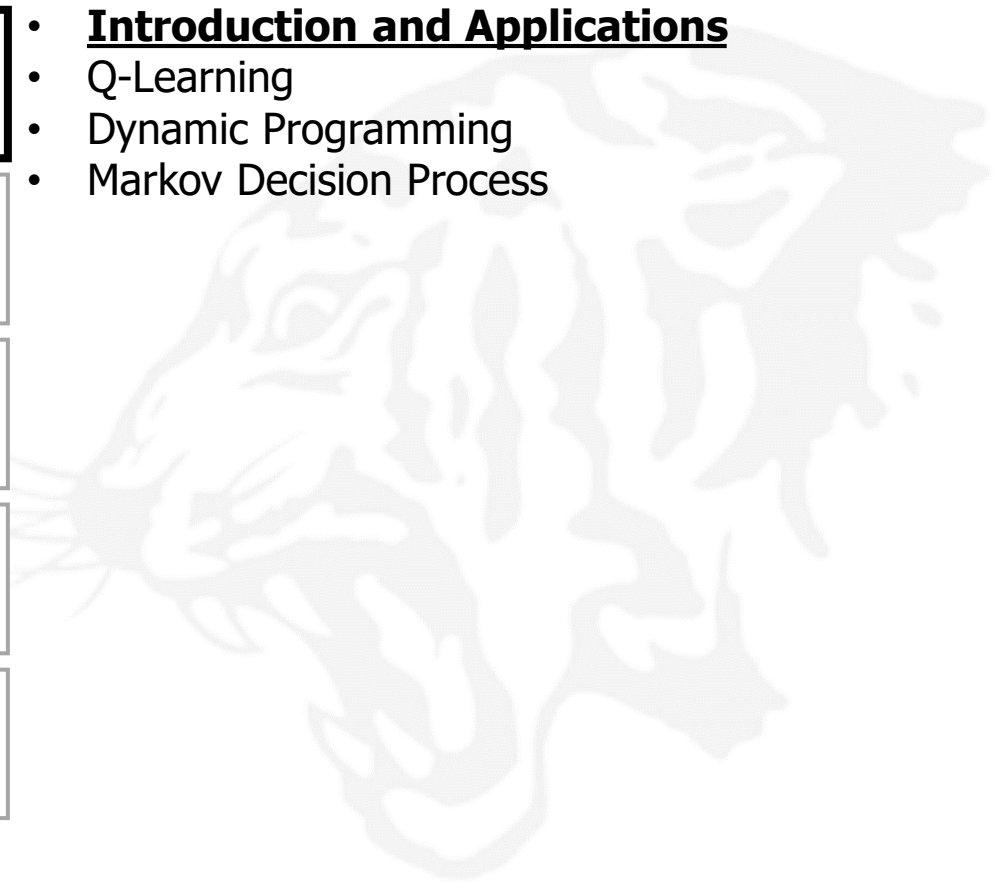 • Introduction and Applications
• Q-Learning
• Dynamic Programming
• Markov Decision Process